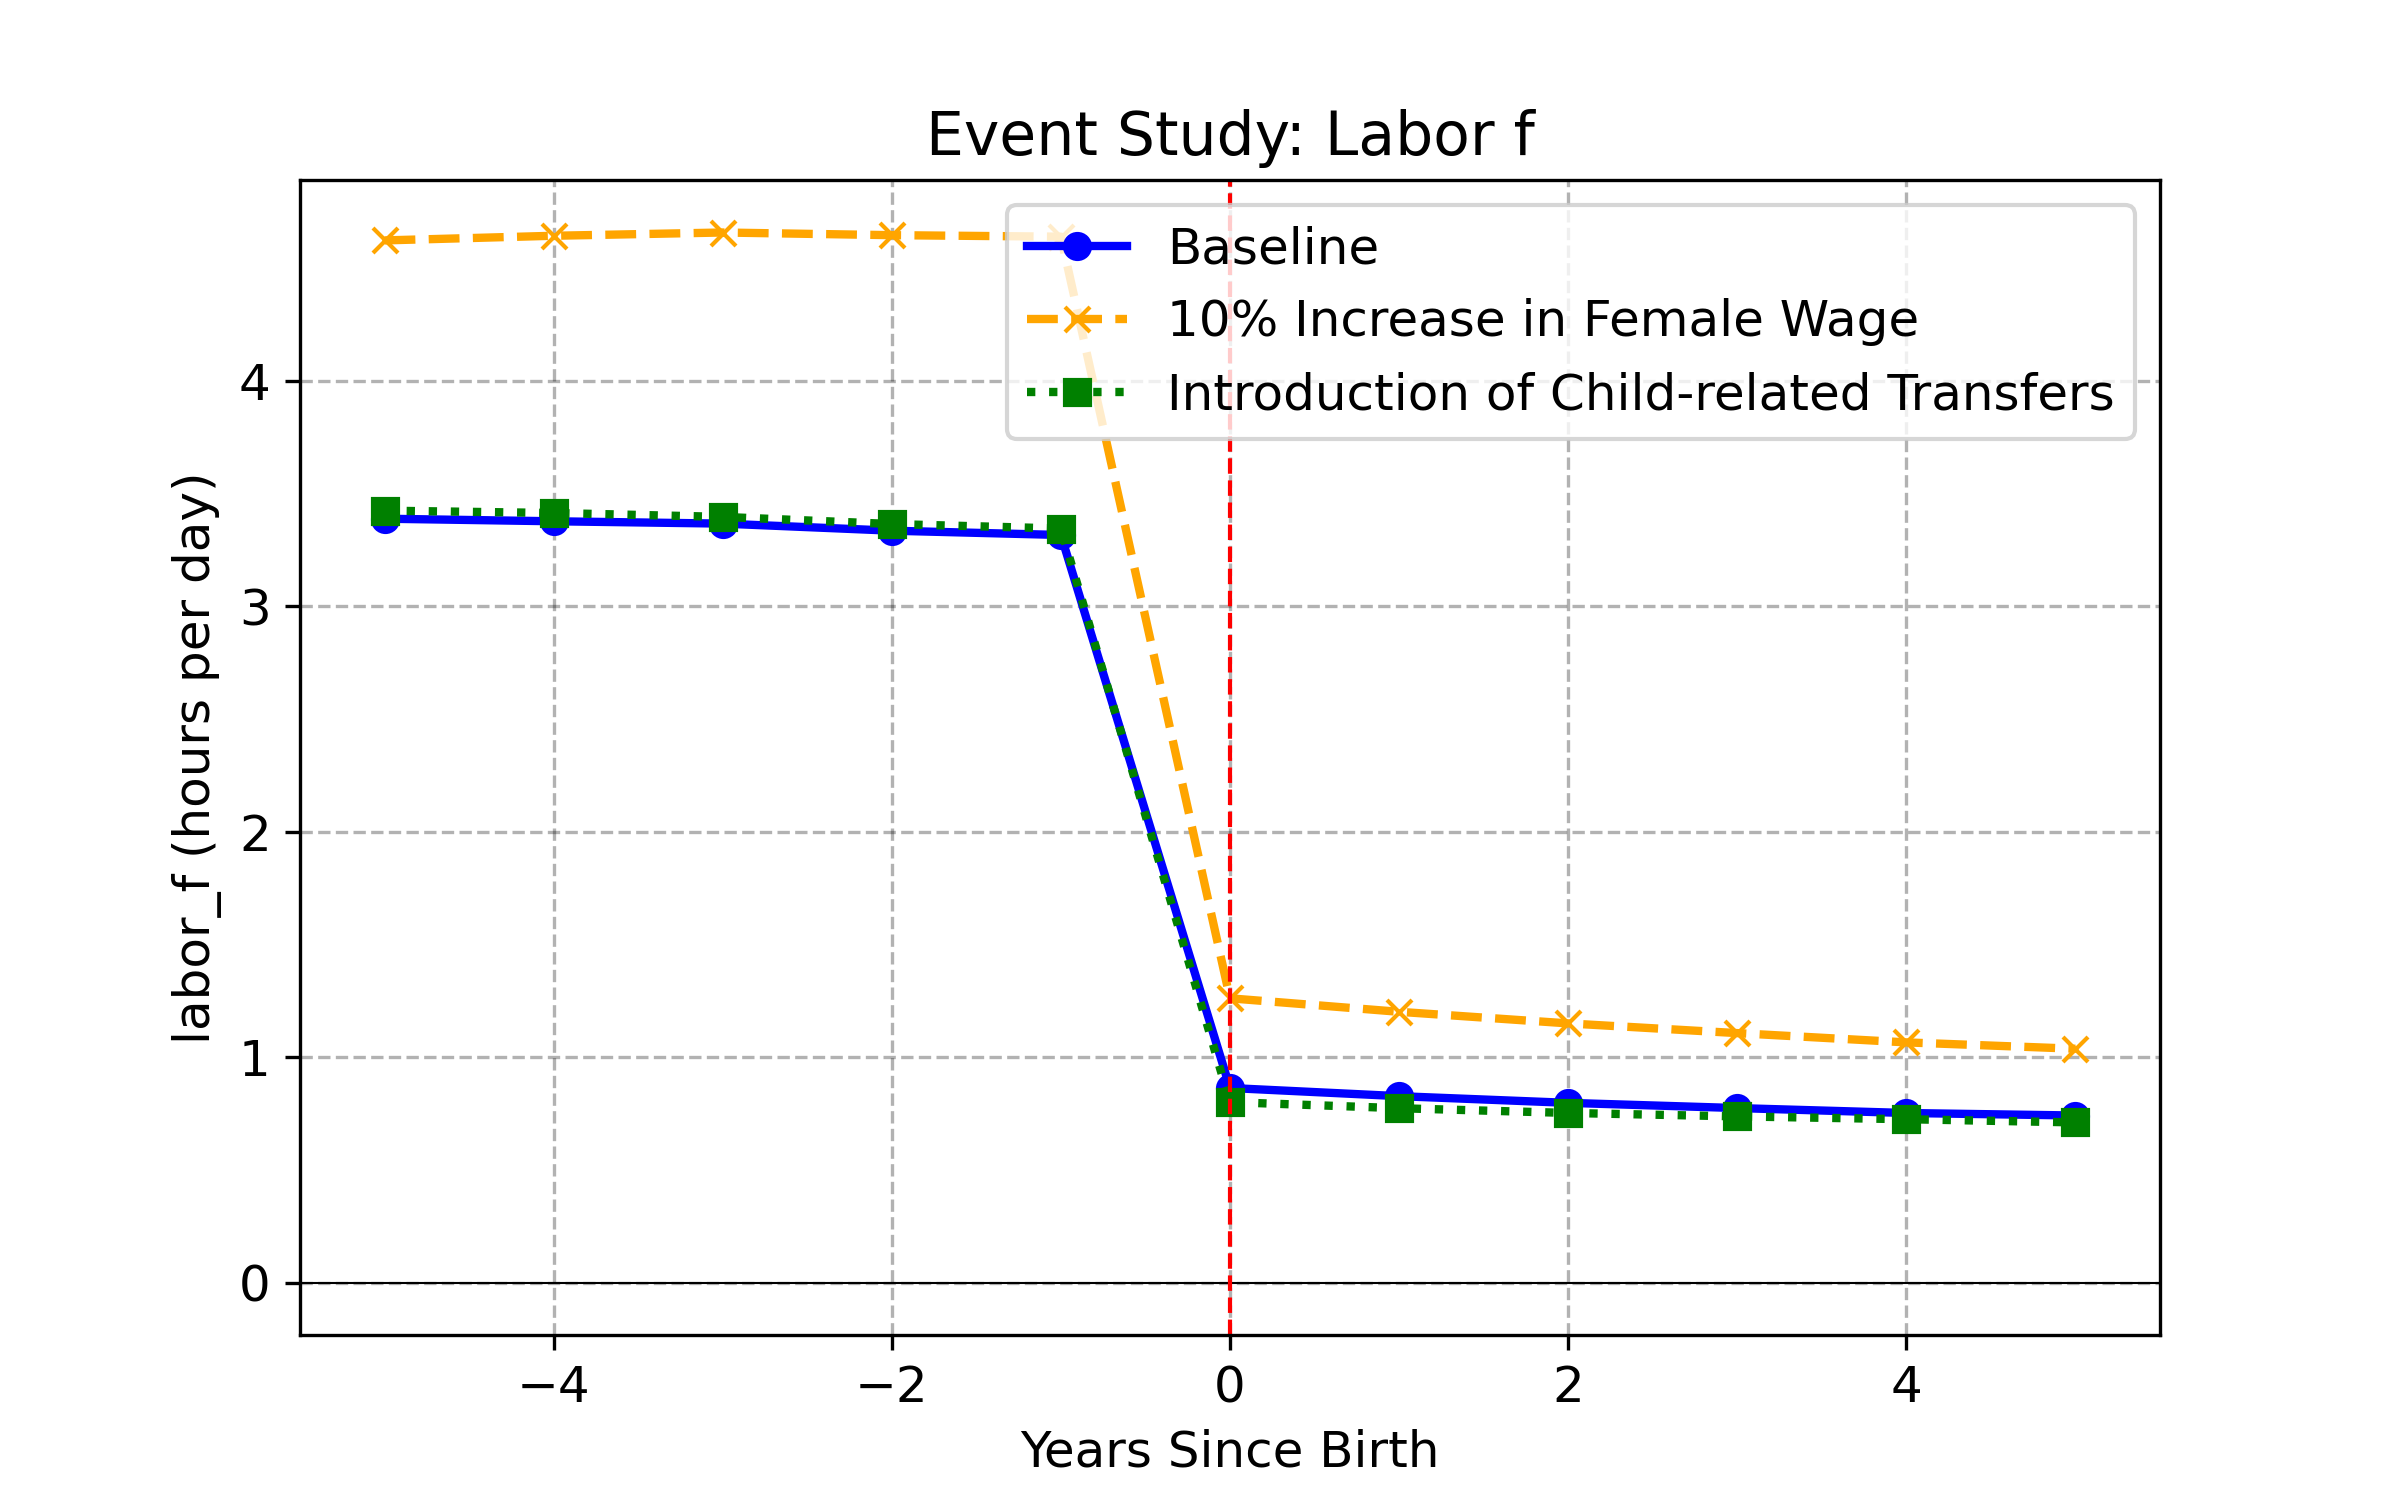 Event Study: Labor f
Baseline
10% Increase in Female Wage
Introduction of Child-related Transfers
labor_f (hours per day)
4
3
2
1
0
−4
−2
0
2
4
Years Since Birth